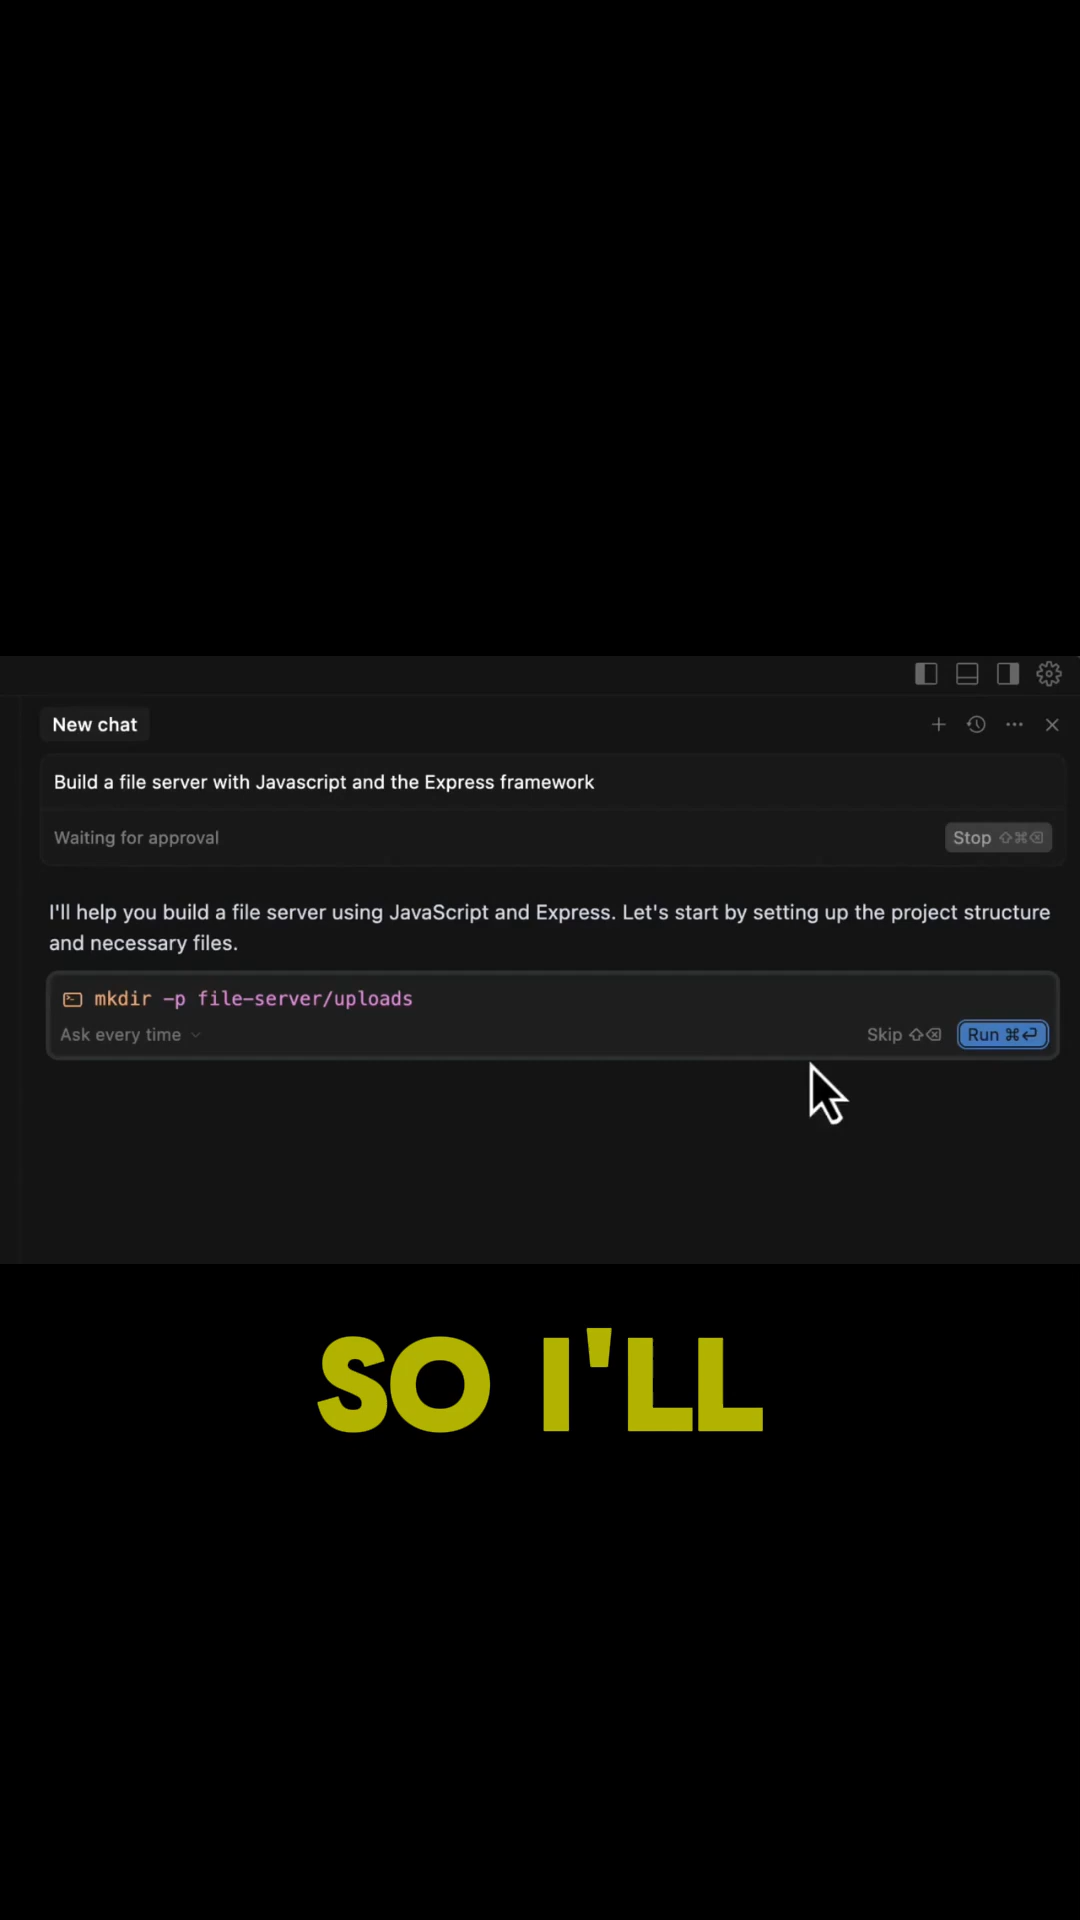 New chat
Build a file server with Javascript and the Express framework
Waiting for approval
Stop ⇧⌘⌫
I'll help you build a file server using JavaScript and Express. Let's start by setting up the project structure
and necessary files.
mkdir -p file-server/uploads
Ask every time
Skip ⇧⌫
Run ⌘↩
SO I'LL